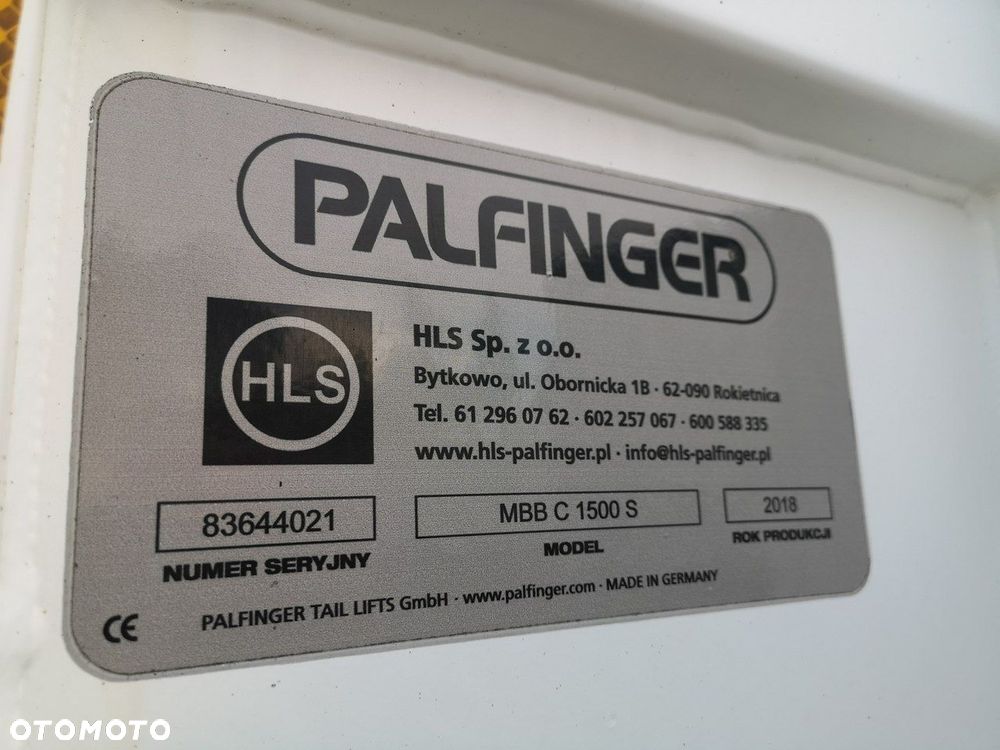 PALFINGER
HLS
HLS Sp. z o.o.
Bytkowo, ul. Obornicka 1B · 62-090 Rokietnica
Tel. 61 296 07 62 · 602 257 067 · 600 588 335
www.hls-palfinger.pl · info@hls-palfinger.pl
83644021 MBB C 1500 S 2018
NUMER SERYJNY MODEL ROK PRODUKCJI
CE PALFINGER TAIL LIFTS GmbH · www.palfinger.com · MADE IN GERMANY
OTOMOTO